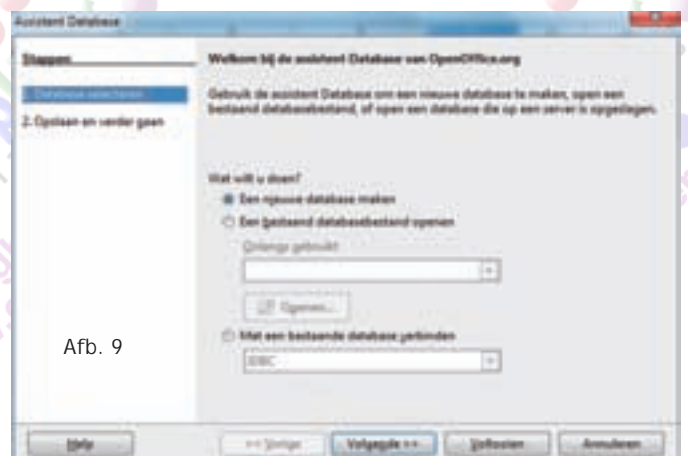 Assistent Database
Stappen
1. Database selecteren
2. Opslaan en verder gaan
Welkom bij de assistent Database van OpenOffice.org
Gebruik de assistent Database om een nieuwe database te maken, open een
bestaand databasebestand, of open een database die op een server is opgeslagen.
Wat wilt u doen?
Een nieuwe database maken
Een bestaand databasebestand openen
Onlangs gebruikt
Openen...
Met een bestaande database verbinden
JDBC
Afb. 9
Help
<< Vorige
Volgende >>
Voltooien
Annuleren